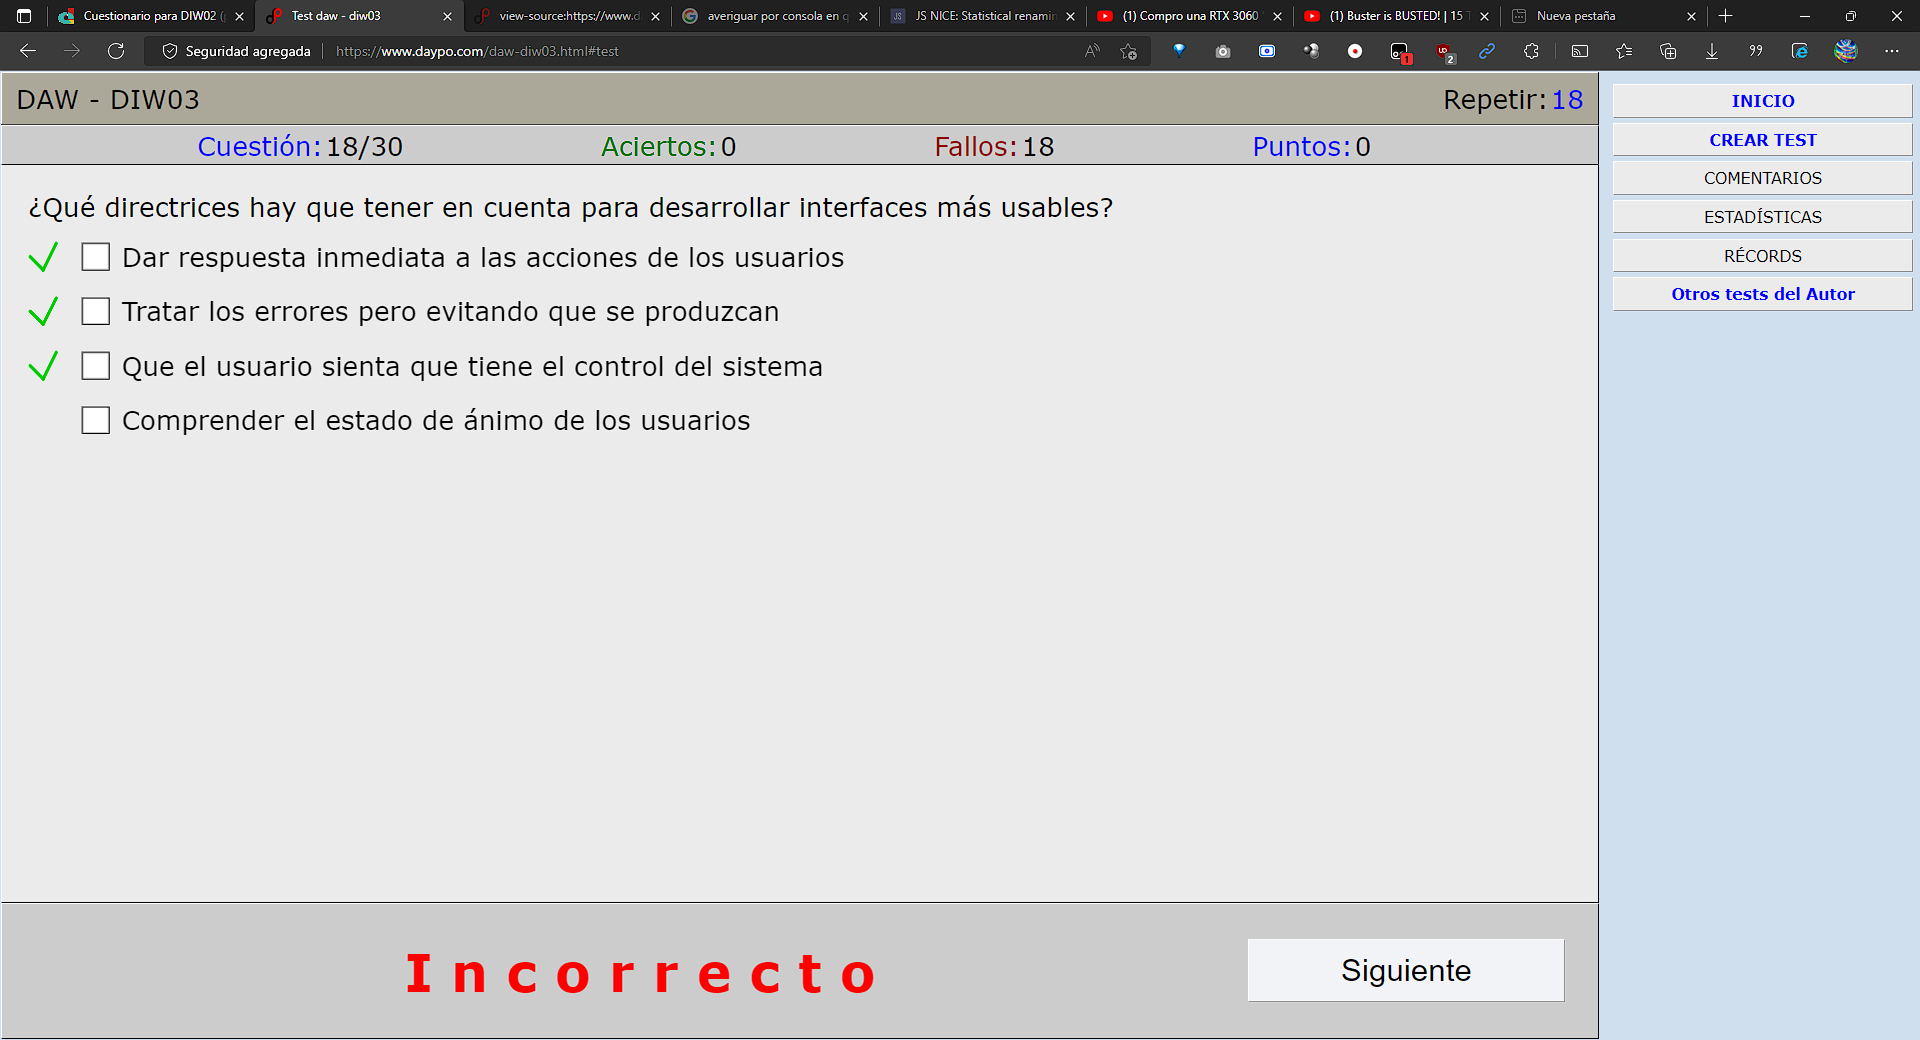 Cuestionario para DIW02 (
Test daw - diw03
view-source:https://www.d
averiguar por consola en q
JS NICE: Statistical renamin
(1) Compro una RTX 3060
(1) Buster is BUSTED! | 15
Nueva pestaña
Seguridad agregada
https://www.daypo.com/daw-diw03.html#test
1
2
DAW - DIW03
Repetir:18
Cuestión:18/30
Aciertos:0
Fallos:18
Puntos:0
¿Qué directrices hay que tener en cuenta para desarrollar interfaces más usables?
Dar respuesta inmediata a las acciones de los usuarios
Tratar los errores pero evitando que se produzcan
Que el usuario sienta que tiene el control del sistema
Comprender el estado de ánimo de los usuarios
Incorrecto
Siguiente
INICIO
CREAR TEST
COMENTARIOS
ESTADÍSTICAS
RÉCORDS
Otros tests del Autor